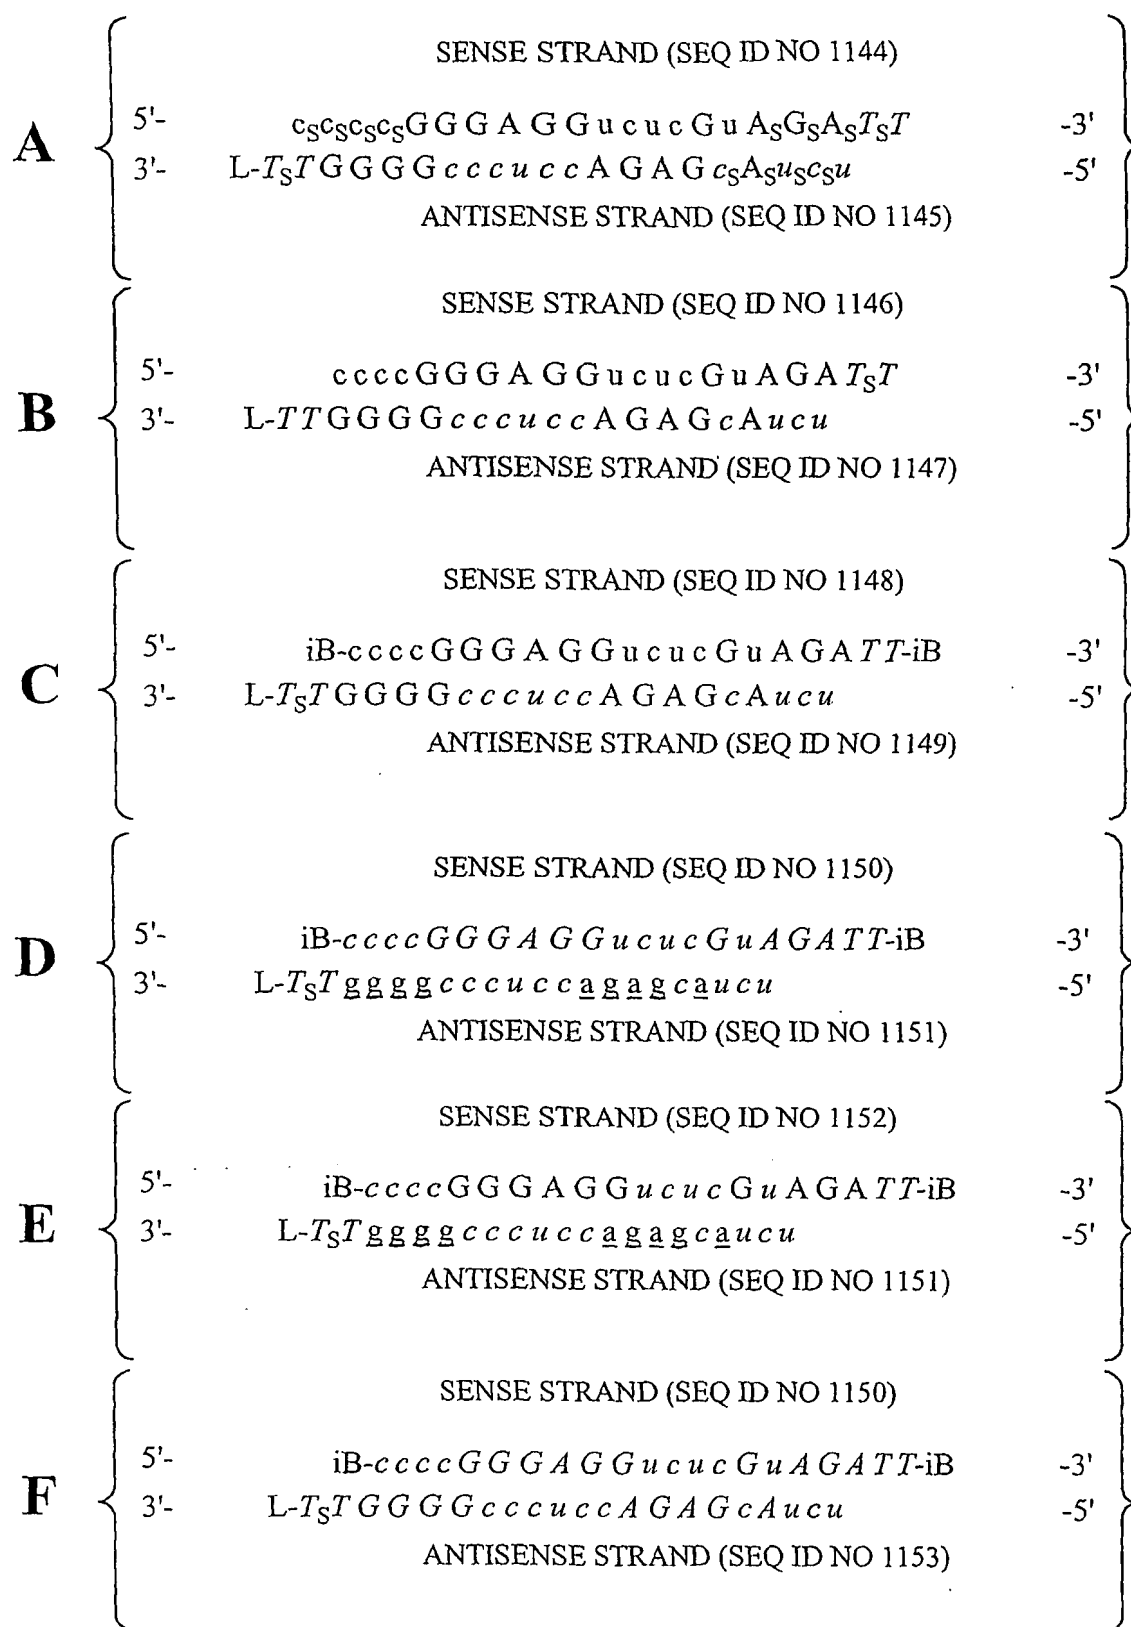 SENSE STRAND (SEQ ID NO 1144)
A
5'- cScScScSGGGAGGucucGuASGSASTST -3'
3'- L-TSTGGGGcccuccAGAGcSASuScSu -5'
ANTISENSE STRAND (SEQ ID NO 1145)
SENSE STRAND (SEQ ID NO 1146)
B
5'- ccccGGGAGGucucGuAGATST -3'
3'- L-TTGGGGcccuccAGAGcAucu -5'
ANTISENSE STRAND (SEQ ID NO 1147)
SENSE STRAND (SEQ ID NO 1148)
C
5'- iB-ccccGGGAGGucucGuAGATT-iB -3'
3'- L-TSTGGGGcccuccAGAGcAucu -5'
ANTISENSE STRAND (SEQ ID NO 1149)
SENSE STRAND (SEQ ID NO 1150)
D
5'- iB-ccccGGGAGGucucGuAGATT-iB -3'
3'- L-TSTggggcccuccagagcaucu -5'
ANTISENSE STRAND (SEQ ID NO 1151)
SENSE STRAND (SEQ ID NO 1152)
E
5'- iB-ccccGGGAGGucucGuAGATT-iB -3'
3'- L-TSTggggcccuccagagcaucu -5'
ANTISENSE STRAND (SEQ ID NO 1151)
SENSE STRAND (SEQ ID NO 1150)
F
5'- iB-ccccGGGAGGucucGuAGATT-iB -3'
3'- L-TSTGGGGcccuccAGAGcAucu -5'
ANTISENSE STRAND (SEQ ID NO 1153)